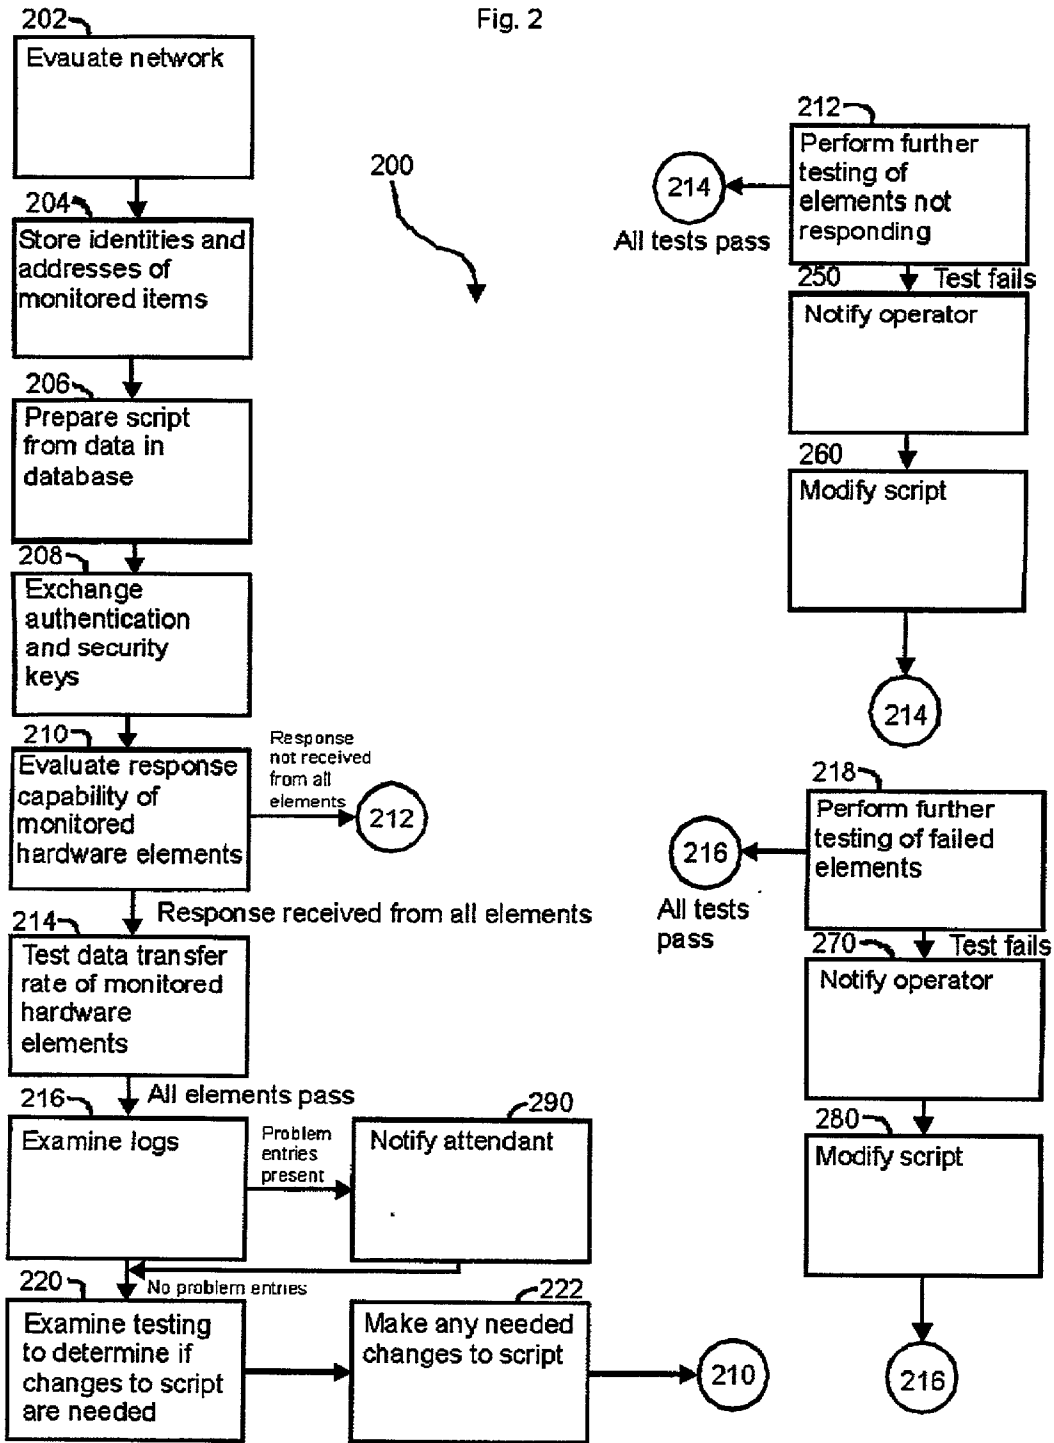 Fig. 2
202
Evauate network
204
Store identities and
addresses of
monitored items
206
Prepare script
from data in
database
208
Exchange
authentication
and security
keys
210
Evaluate response
capability of
monitored
hardware elements
Response
not received
from all
elements
212
Response received from all elements
214
Test data transfer
rate of monitored
hardware
elements
All elements pass
216
Examine logs
Problem
entries
present
290
Notify attendant
No problem entries
220
Examine testing
to determine if
changes to script
are needed
222
Make any needed
changes to script
210
200
212
Perform further
testing of
elements not
responding
214
All tests pass
Test fails
250
Notify operator
260
Modify script
214
218
Perform further
testing of failed
elements
216
All tests
pass
Test fails
270
Notify operator
280
Modify script
216